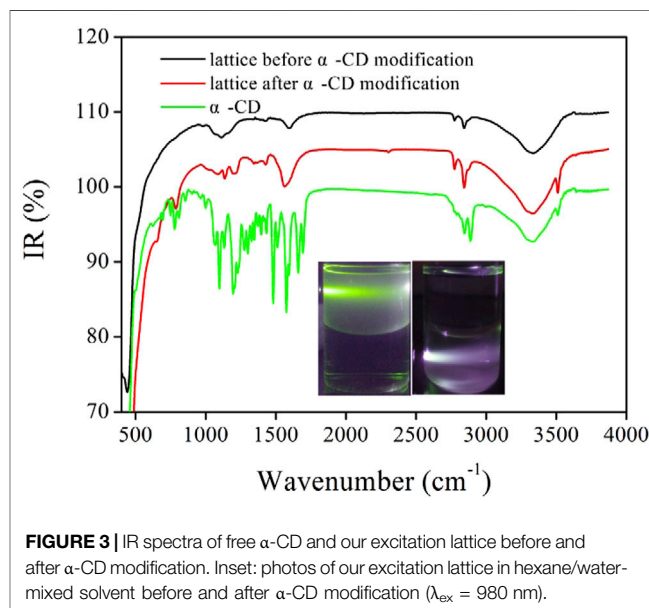 120
110
100
90
80
70
IR (%)
lattice before α -CD modification
lattice after α -CD modification
α -CD
500 1000 1500 2000 2500 3000 3500 4000
Wavenumber (cm⁻¹)
FIGURE 3 | IR spectra of free α-CD and our excitation lattice before and
after α-CD modification. Inset: photos of our excitation lattice in hexane/water-
mixed solvent before and after α-CD modification (λex = 980 nm).